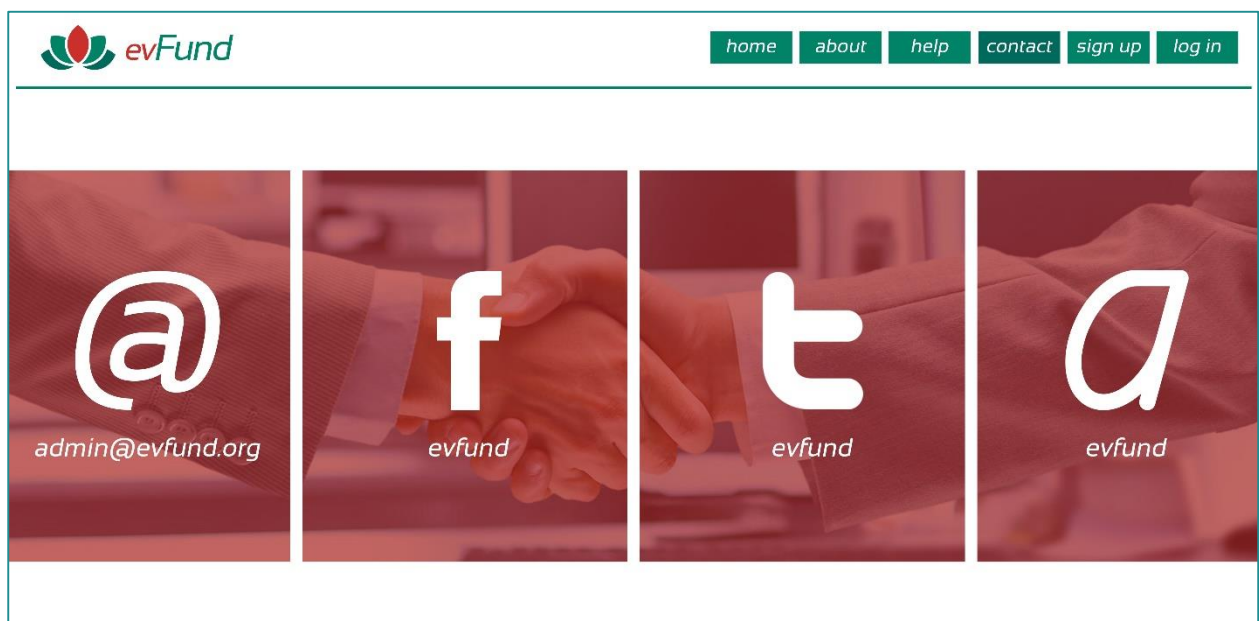 evFund
home about help contact sign up log in
@ f t a
admin@evfund.org evfund evfund evfund